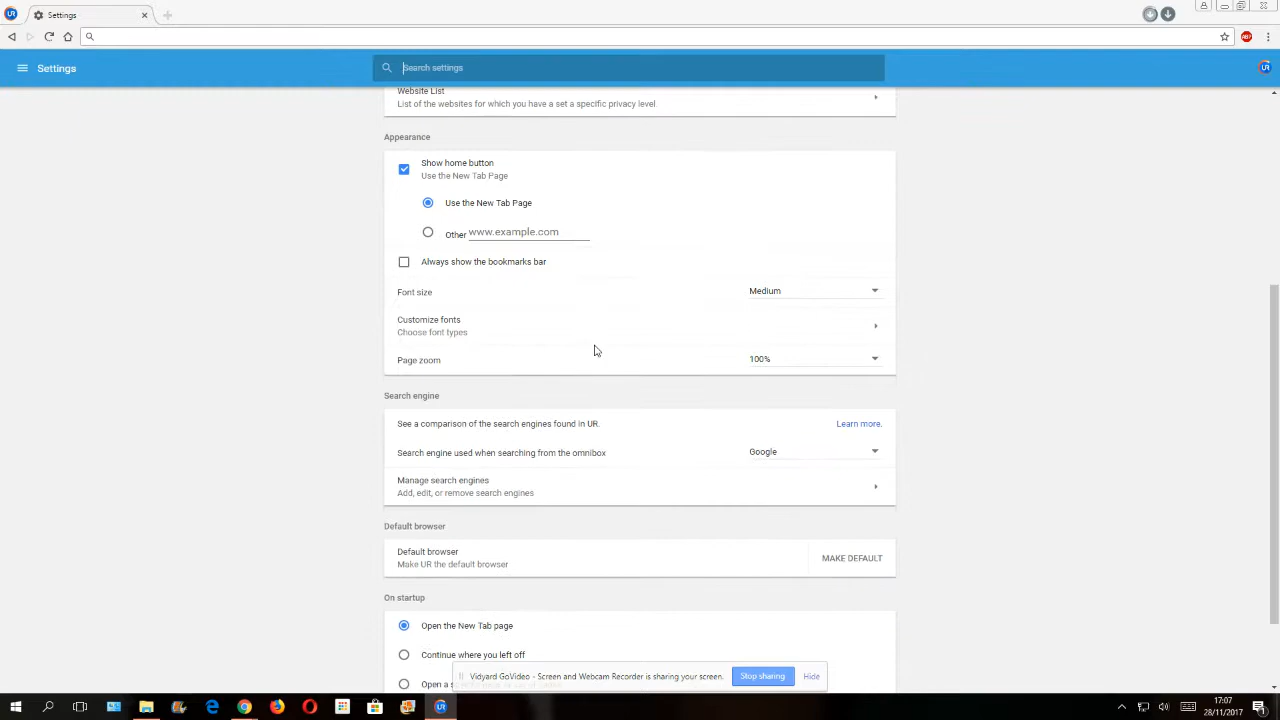 UR
Settings
ABP
Settings
Search settings
UR
Website List
List of the websites for which you have a set a specific privacy level.
Appearance
Show home button
Use the New Tab Page
Use the New Tab Page
Other www.example.com
Always show the bookmarks bar
Font size
Medium
Customize fonts
Choose font types
Page zoom
100%
Search engine
See a comparison of the search engines found in UR.
Learn more.
Search engine used when searching from the omnibox
Google
Manage search engines
Add, edit, or remove search engines
Default browser
Default browser
Make UR the default browser
MAKE DEFAULT
On startup
Open the New Tab page
Continue where you left off
Open a
Vidyard GoVideo - Screen and Webcam Recorder is sharing your screen.
Stop sharing
Hide
UR
17:07
28/11/2017